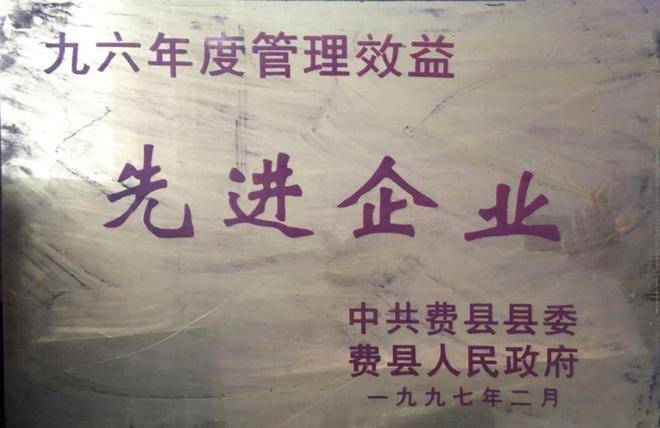 九六年度管理效益
先进企业
中共费县县委
费县人民政府
一九九七年二月